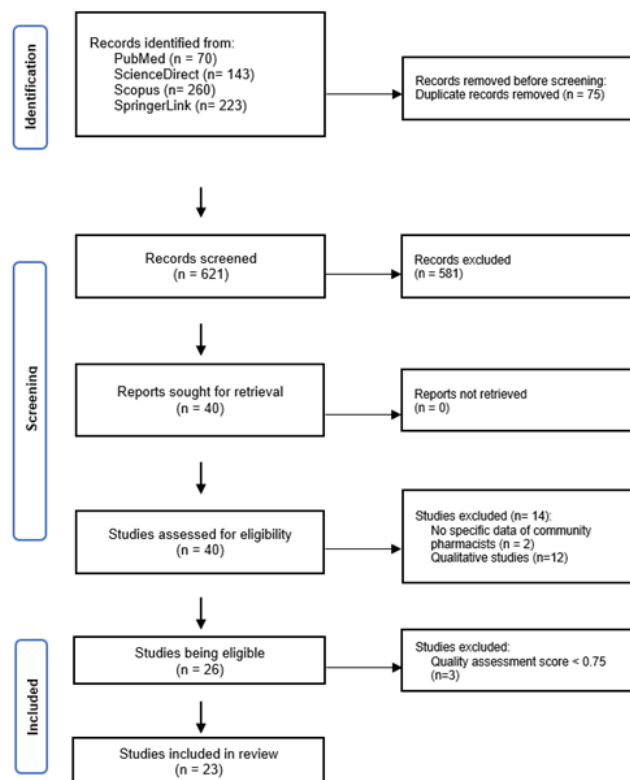 Identification
Records identified from:
PubMed (n = 70)
ScienceDirect (n= 143)
Scopus (n = 260)
SpringerLink (n= 223)
Records removed before screening:
Duplicate records removed (n = 75)
Screening
Records screened
(n = 621)
Records excluded
(n = 581)
Reports sought for retrieval
(n = 40)
Reports not retrieved
(n = 0)
Studies assessed for eligibility
(n = 40)
Studies excluded (n= 14):
No specific data of community
pharmacists (n = 2)
Qualitative studies (n=12)
Included
Studies being eligible
(n = 26)
Studies excluded:
Quality assessment score < 0.75
(n=3)
Studies included in review
(n = 23)